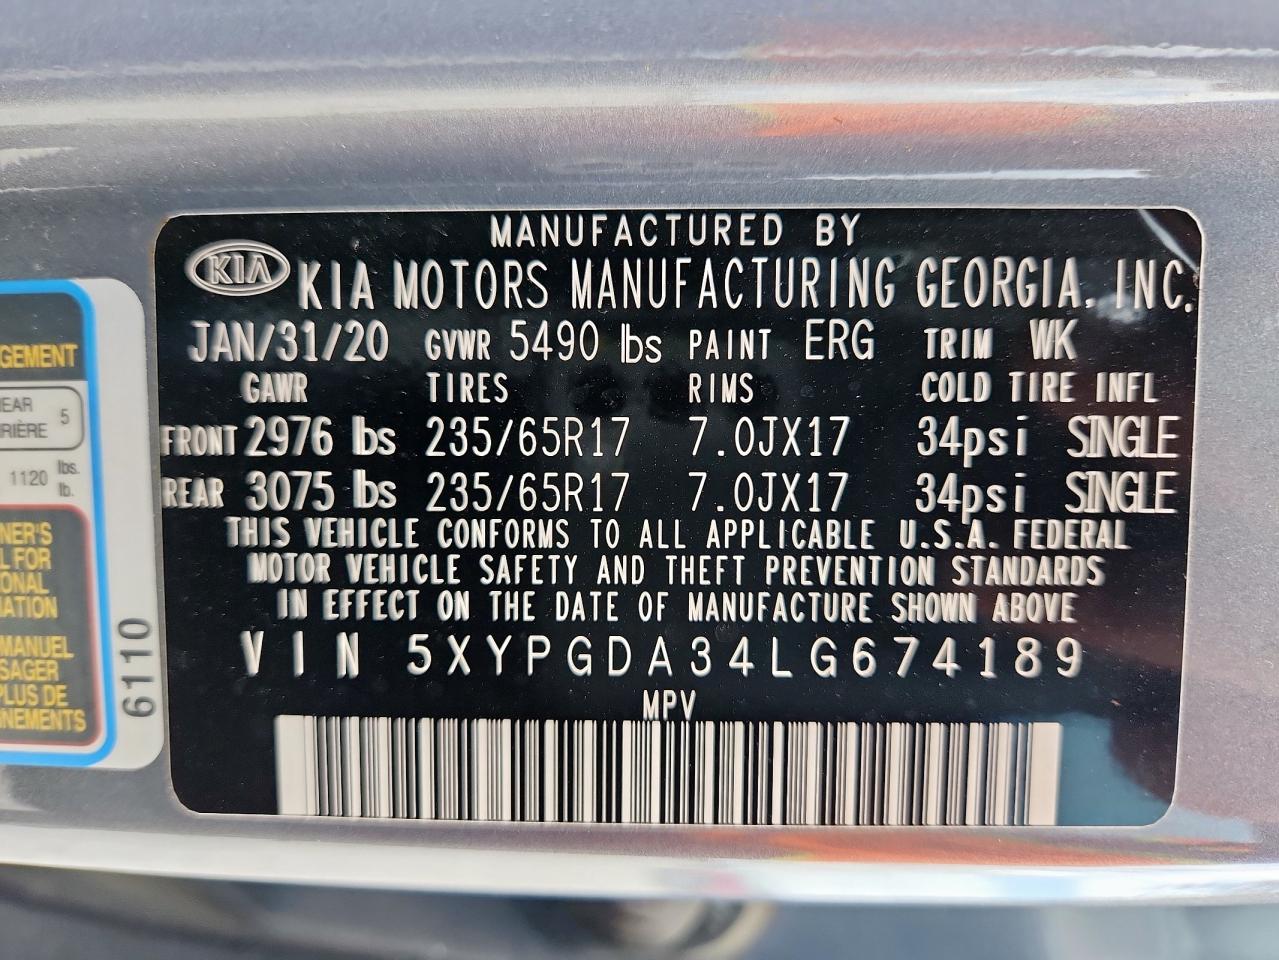 MANUFACTURED BY
KIA KIA MOTORS MANUFACTURING GEORGIA, INC.
JAN/31/20 GVWR 5490 lbs PAINT ERG TRIM WK
GAWR TIRES RIMS COLD TIRE INFL
FRONT 2976 lbs 235/65R17 7.0JX17 34psi SINGLE
REAR 3075 lbs 235/65R17 7.0JX17 34psi SINGLE
THIS VEHICLE CONFORMS TO ALL APPLICABLE U.S.A. FEDERAL
MOTOR VEHICLE SAFETY AND THEFT PREVENTION STANDARDS
IN EFFECT ON THE DATE OF MANUFACTURE SHOWN ABOVE
VIN 5XYPGDA34LG674189
MPV
GEMENT
EAR 5
RIÈRE
1120 lbs.
lb.
NER'S
L FOR
IONAL
MATION
MANUEL
SAGER
PLUS DE
NEMENTS
6110